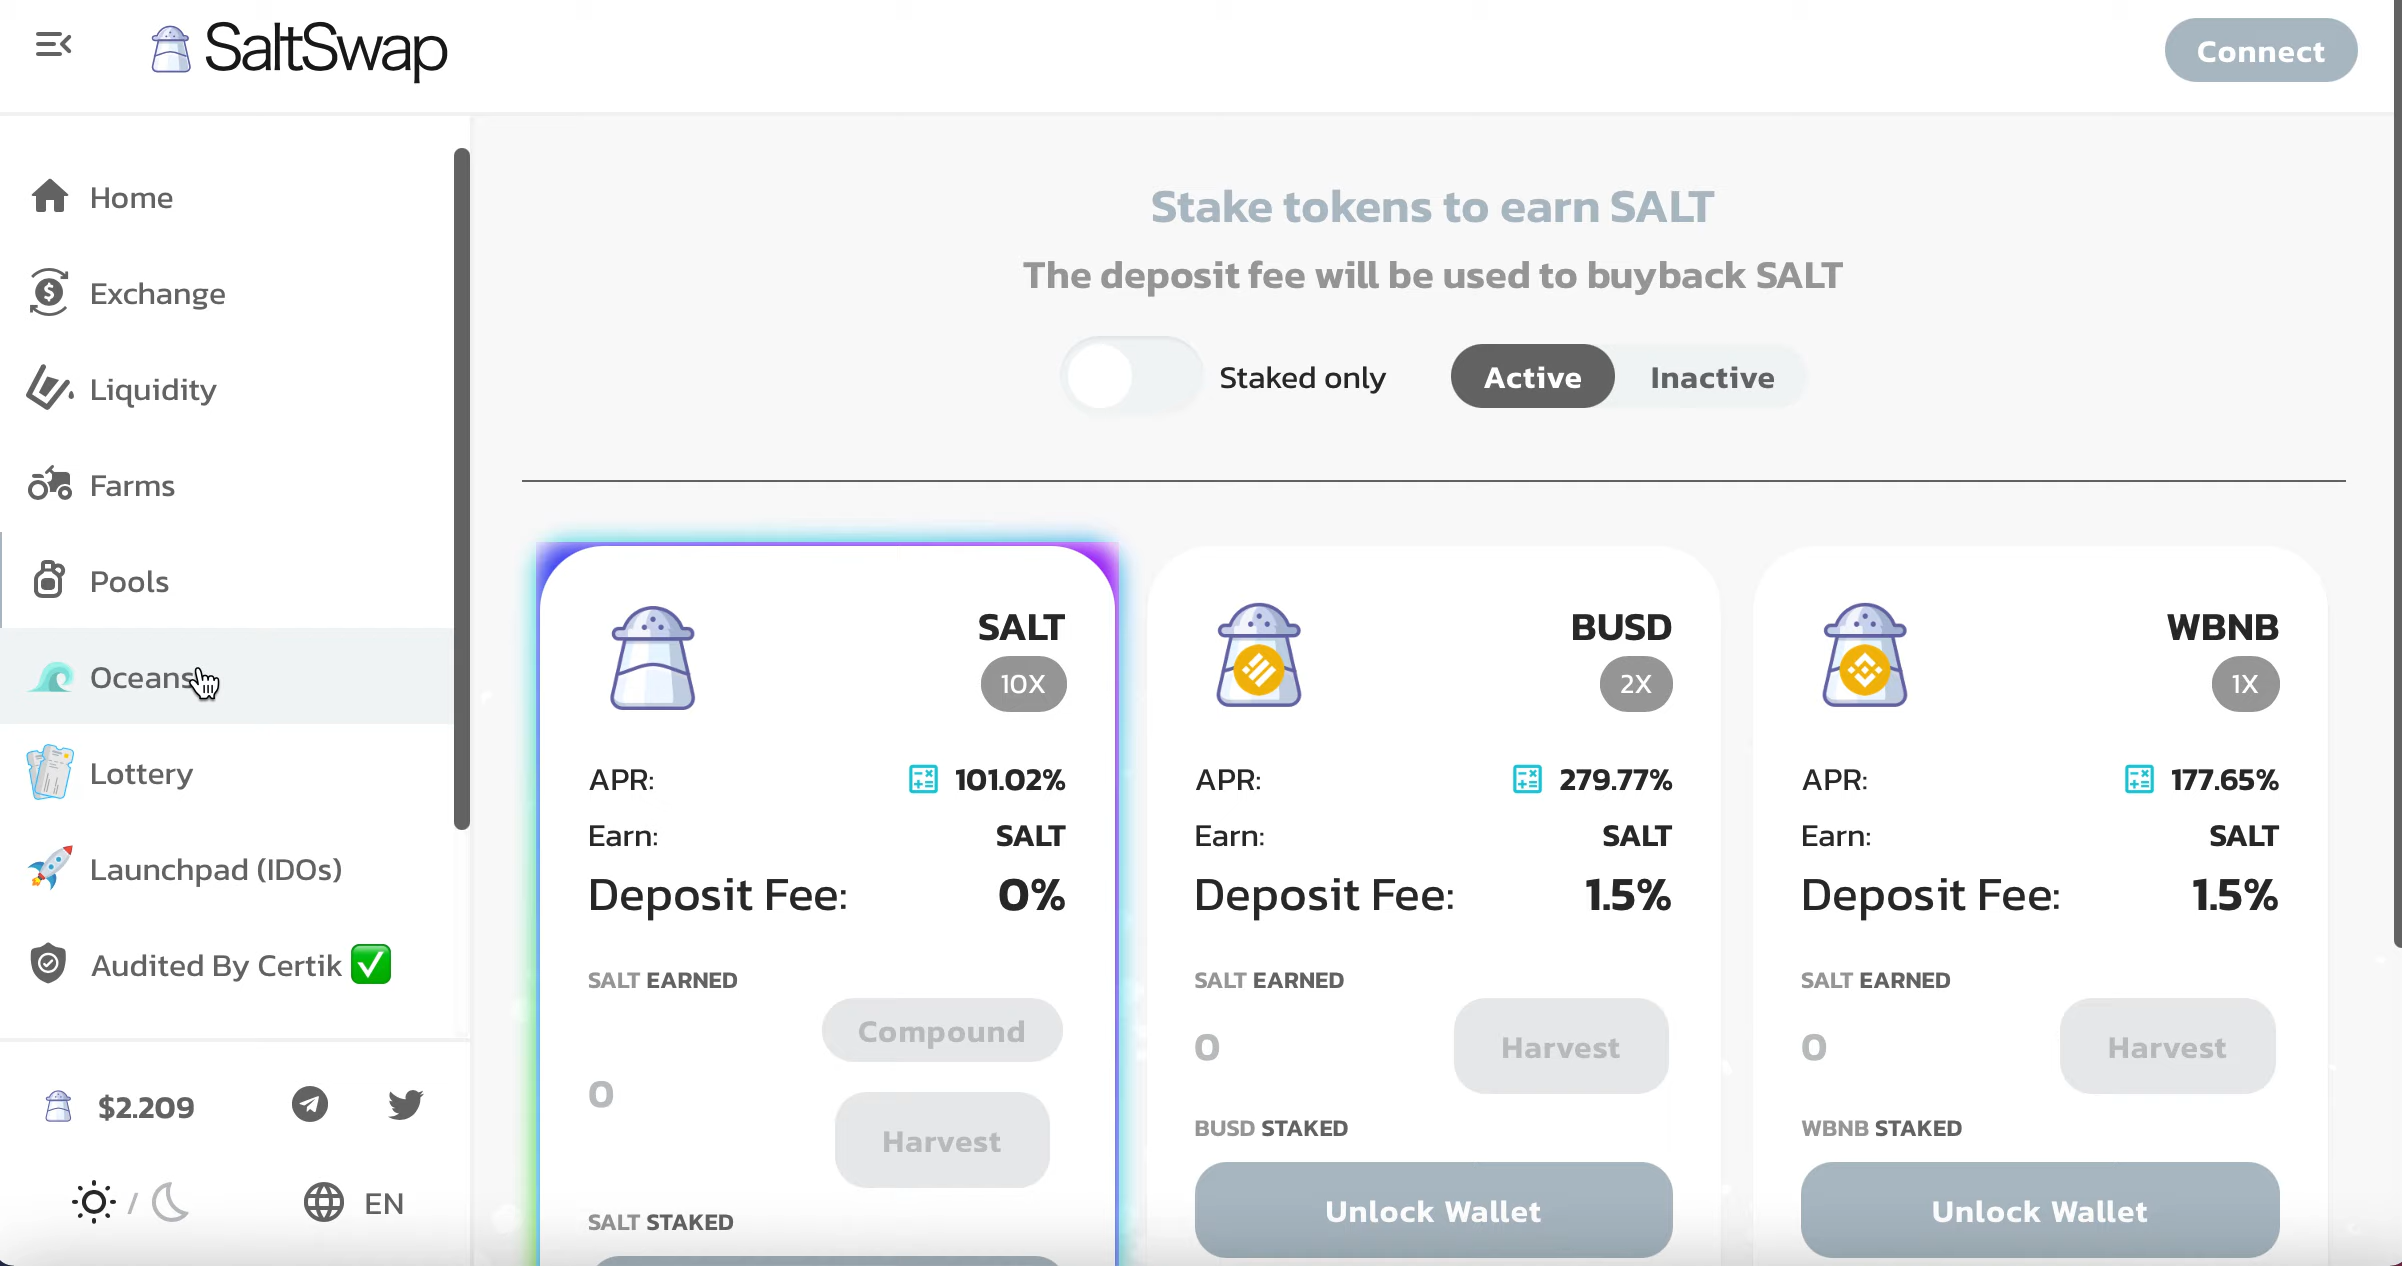 SaltSwap
Connect
Home
Exchange
Liquidity
Farms
Pools
Oceans
Lottery
Launchpad (IDOs)
Audited By Certik ✅
$2.209
/
EN
Stake tokens to earn SALT
The deposit fee will be used to buyback SALT
Staked only
Active
Inactive
SALT
10X
APR: 101.02%
Earn: SALT
Deposit Fee: 0%
SALT EARNED
Compound
0
Harvest
SALT STAKED
BUSD
2X
APR: 279.77%
Earn: SALT
Deposit Fee: 1.5%
SALT EARNED
0
Harvest
BUSD STAKED
Unlock Wallet
WBNB
1X
APR: 177.65%
Earn: SALT
Deposit Fee: 1.5%
SALT EARNED
0
Harvest
WBNB STAKED
Unlock Wallet